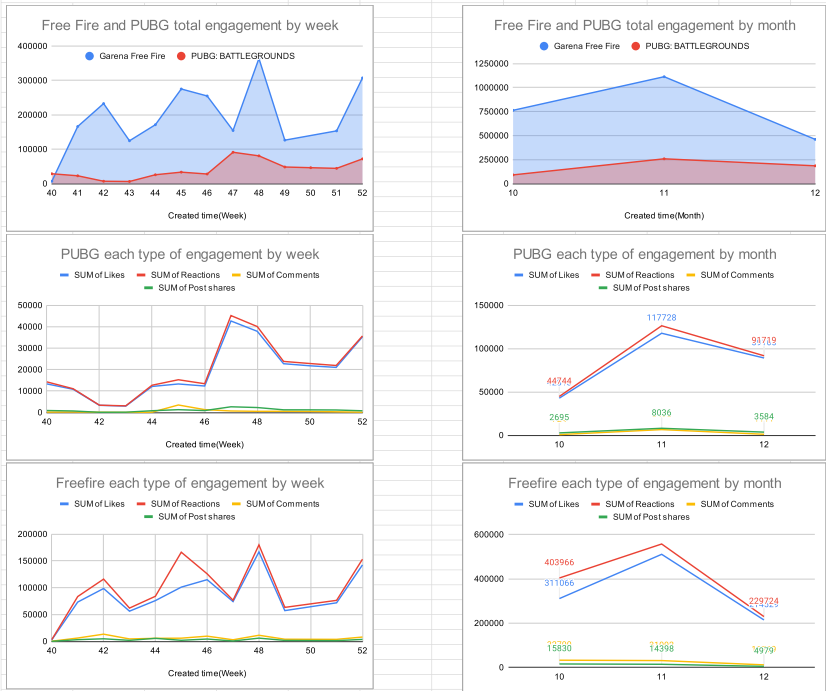 Free Fire and PUBG total engagement by week
400000
Garena Free Fire PUBG: BATTLEGROUNDS
300000
200000
100000
0
40 41 42 43 44 45 46 47 48 49 50 51 52
Created time(Week)
Free Fire and PUBG total engagement by month
Garena Free Fire PUBG: BATTLEGROUNDS
1250000
1000000
750000
500000
250000
0
10 11 12
Created time(Month)
PUBG each type of engagement by week
SUM of Likes SUM of Reactions SUM of Comments
SUM of Post shares
50000
40000
30000
20000
10000
0
40 42 44 46 48 50 52
Created time(Week)
PUBG each type of engagement by month
SUM of Likes SUM of Reactions SUM of Comments
SUM of Post shares
150000
117728
91719
100000
44744
50000
2695 8036 3584
0
10 11 12
Freefire each type of engagement by week
SUM of Likes SUM of Reactions SUM of Comments
SUM of Post shares
200000
150000
100000
50000
0
40 42 44 46 48 50 52
Created time(Week)
Freefire each type of engagement by month
SUM of Likes SUM of Reactions SUM of Comments
SUM of Post shares
600000
403966
400000
311066
229724
200000
15830 14398 4979
0
10 11 12